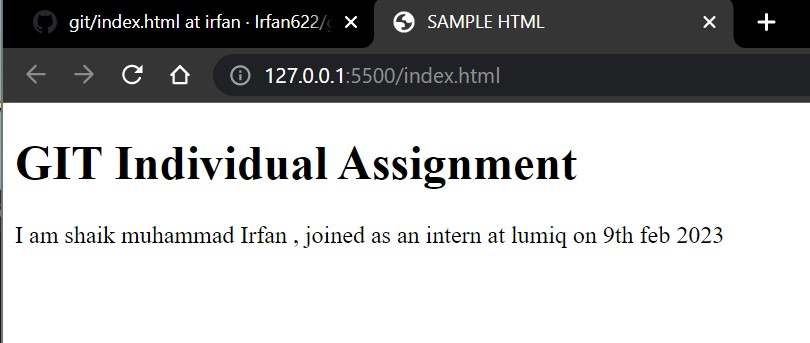 git/index.html at irfan · Irfan622/
SAMPLE HTML
127.0.0.1:5500/index.html
GIT Individual Assignment
I am shaik muhammad Irfan , joined as an intern at lumiq on 9th feb 2023